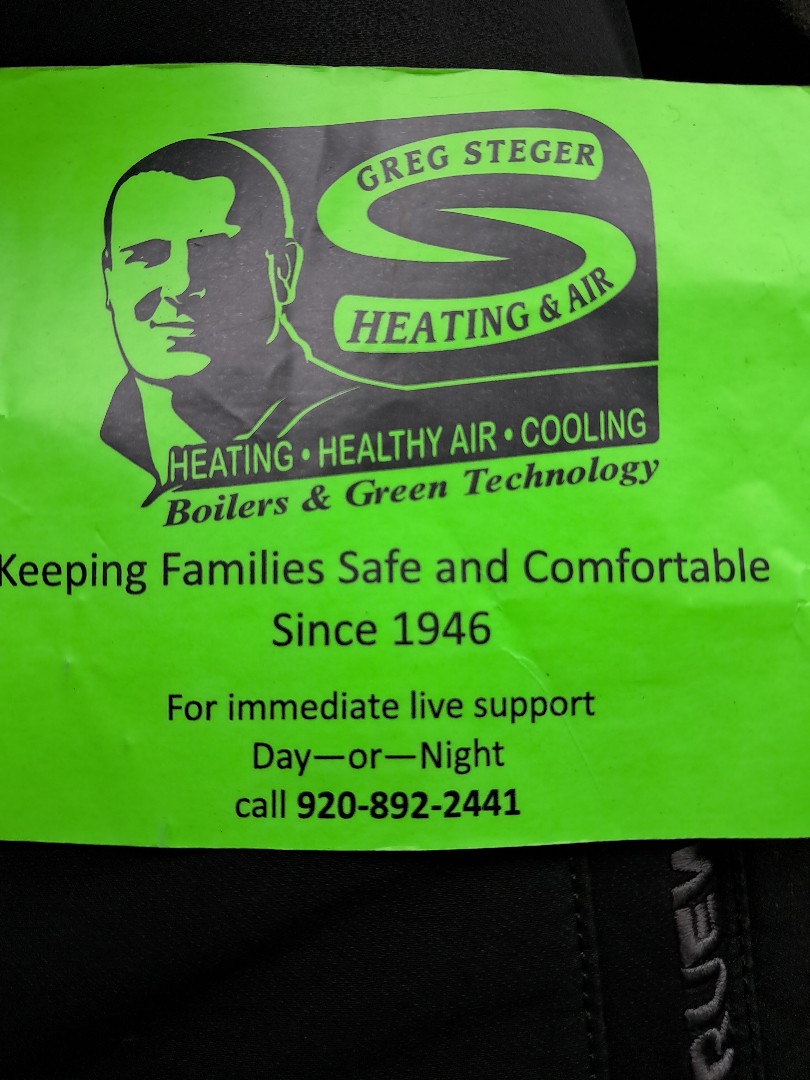 GREG STEGER
HEATING & AIR
HEATING • HEALTHY AIR • COOLING
Boilers & Green Technology
Keeping Families Safe and Comfortable
Since 1946
For immediate live support
Day—or—Night
call 920-892-2441